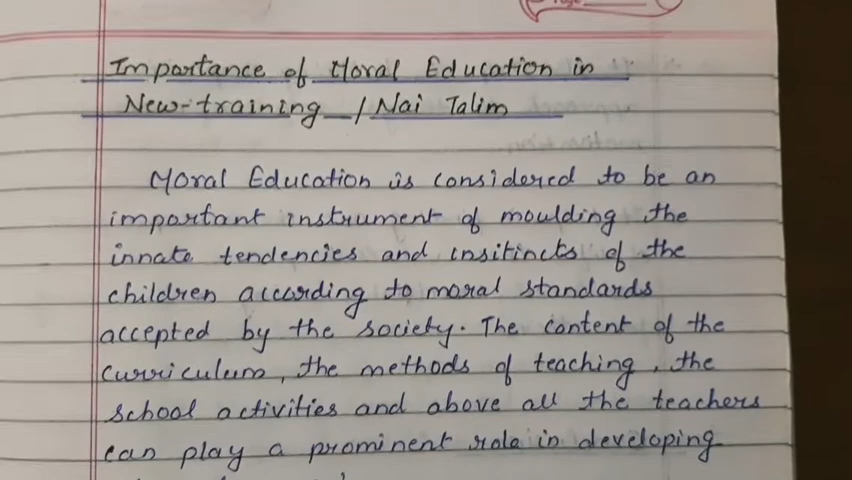 Importance of Moral Education in
New-training / Nai Talim
Moral Education is considered to be an
important instrument of moulding the
innate tendencies and insitincts of the
children according to moral standards
accepted by the society. The content of the
curriculum, the methods of teaching, the
school activities and above all the teachers
can play a prominent role in developing